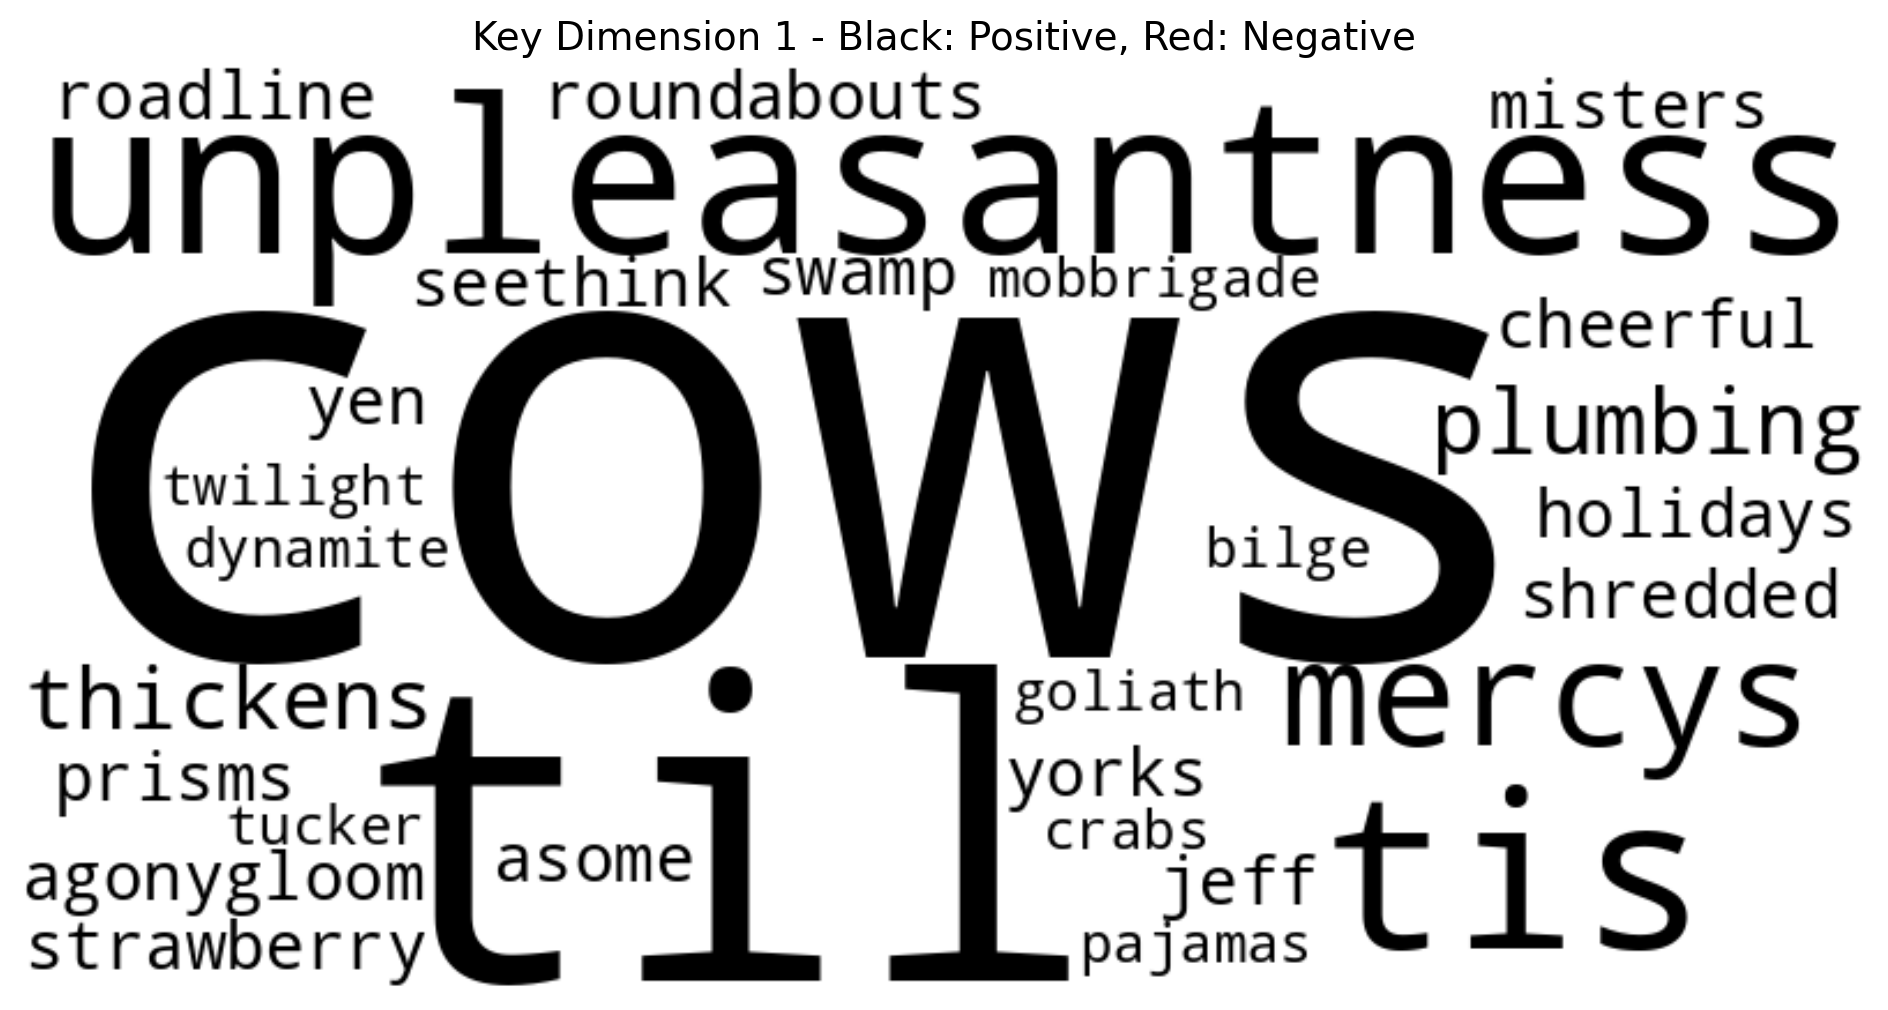 Key Dimension 1 - Black: Positive, Red: Negative
roadline
roundabouts
misters
unpleasantness
seethink
swamp
mobbrigade
cheerful
cows
yen
plumbing
twilight
holidays
dynamite
bilge
shredded
thickens
goliath
mercys
til
prisms
yorks
tucker
crabs
asome
tis
agonygloom
jeff
strawberry
pajamas